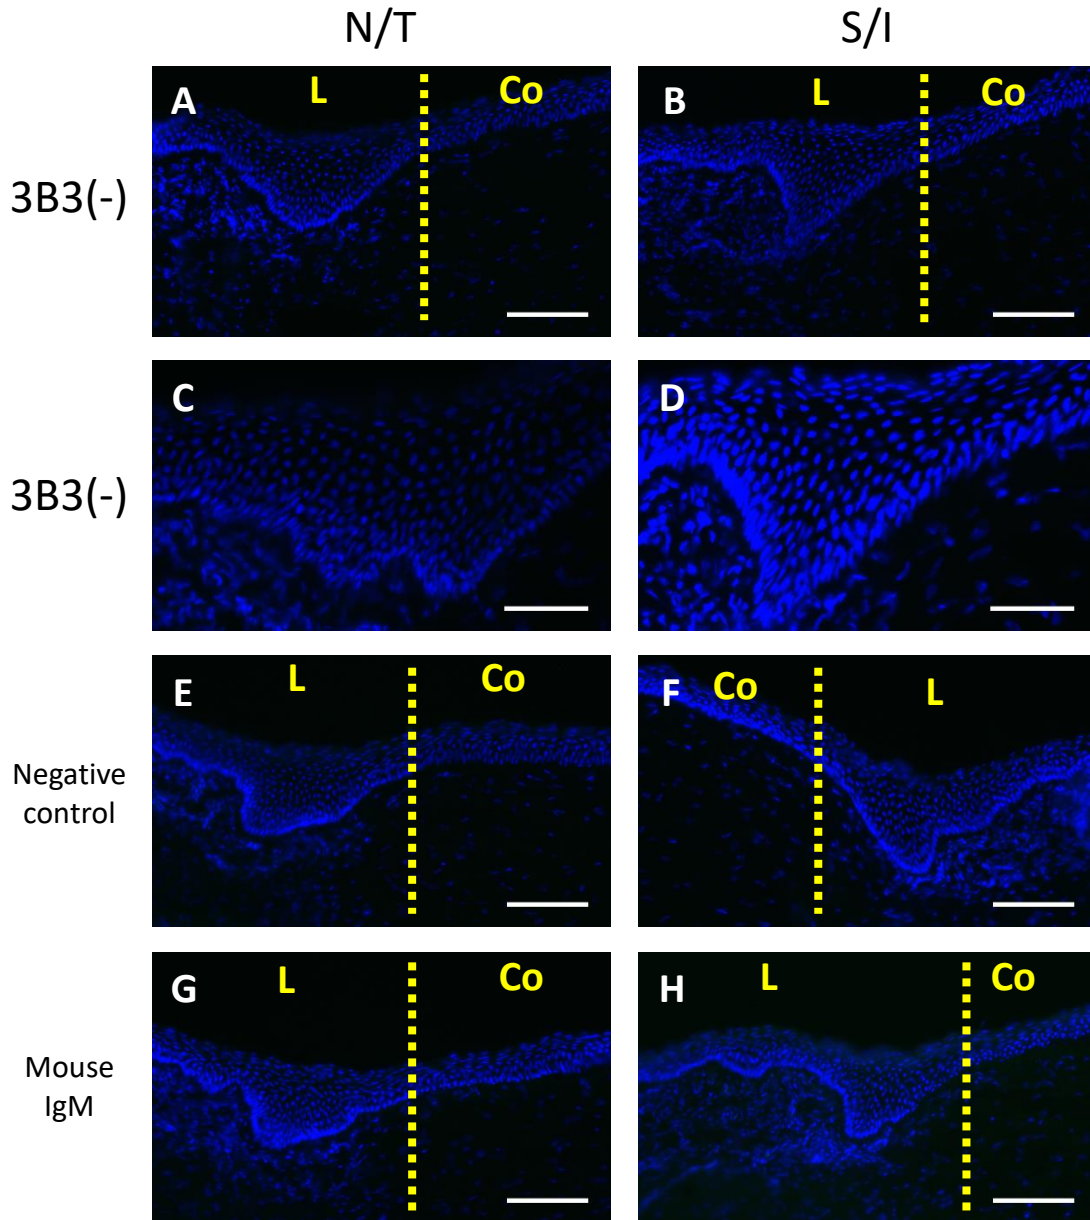 N/T S/I
A L Co B L Co
3B3(-)
C D
3B3(-)
E L Co F Co L
Negative
control
G L Co H L Co
Mouse
IgM